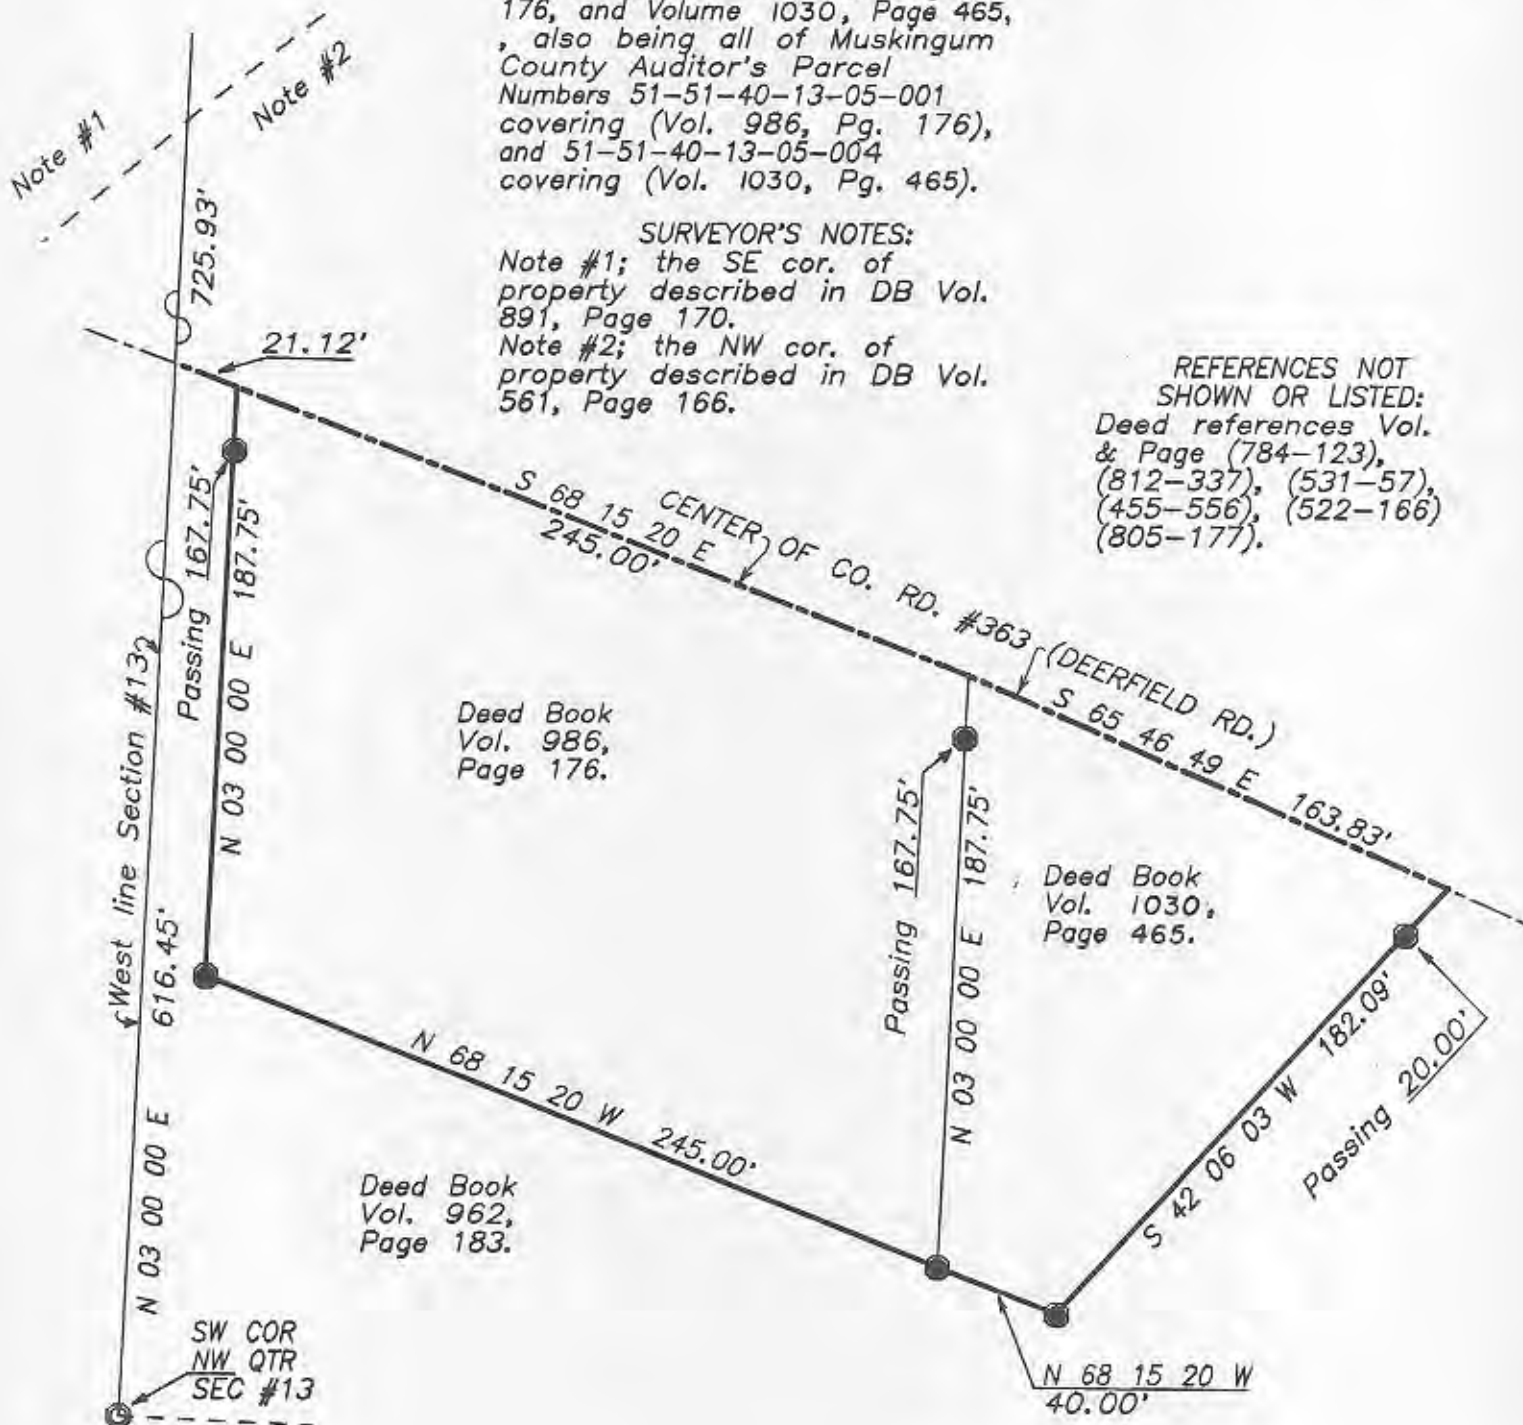 176, and Volume 1030, Page 465,
, also being all of Muskingum
County Auditor's Parcel
Numbers 51-51-40-13-05-001
covering (Vol. 986, Pg. 176),
and 51-51-40-13-05-004
covering (Vol. 1030, Pg. 465).
SURVEYOR'S NOTES:
Note #1; the SE cor. of
property described in DB Vol.
891, Page 170.
Note #2; the NW cor. of
property described in DB Vol.
561, Page 166.
REFERENCES NOT
SHOWN OR LISTED:
Deed references Vol.
& Page (784-123),
(812-337), (531-57),
(455-556), (522-166)
(805-177).
Note #1
Note #2
725.93'
21.12'
Passing 167.75'
N 03 00 00 E 187.75'
S 68 15 20 E
245.00'
CENTER OF CO. RD. #363 (DEERFIELD RD.)
S 65 46 49 E 163.83'
Deed Book
Vol. 986,
Page 176.
Passing 167.75'
N 03 00 00 E 187.75'
Deed Book
Vol. 1030,
Page 465.
West line Section #13
N 03 00 00 E 616.45'
N 68 15 20 W 245.00'
S 42 06 03 W 182.09'
Passing 20.00'
Deed Book
Vol. 962,
Page 183.
SW COR
NW QTR
SEC #13
N 68 15 20 W
40.00'